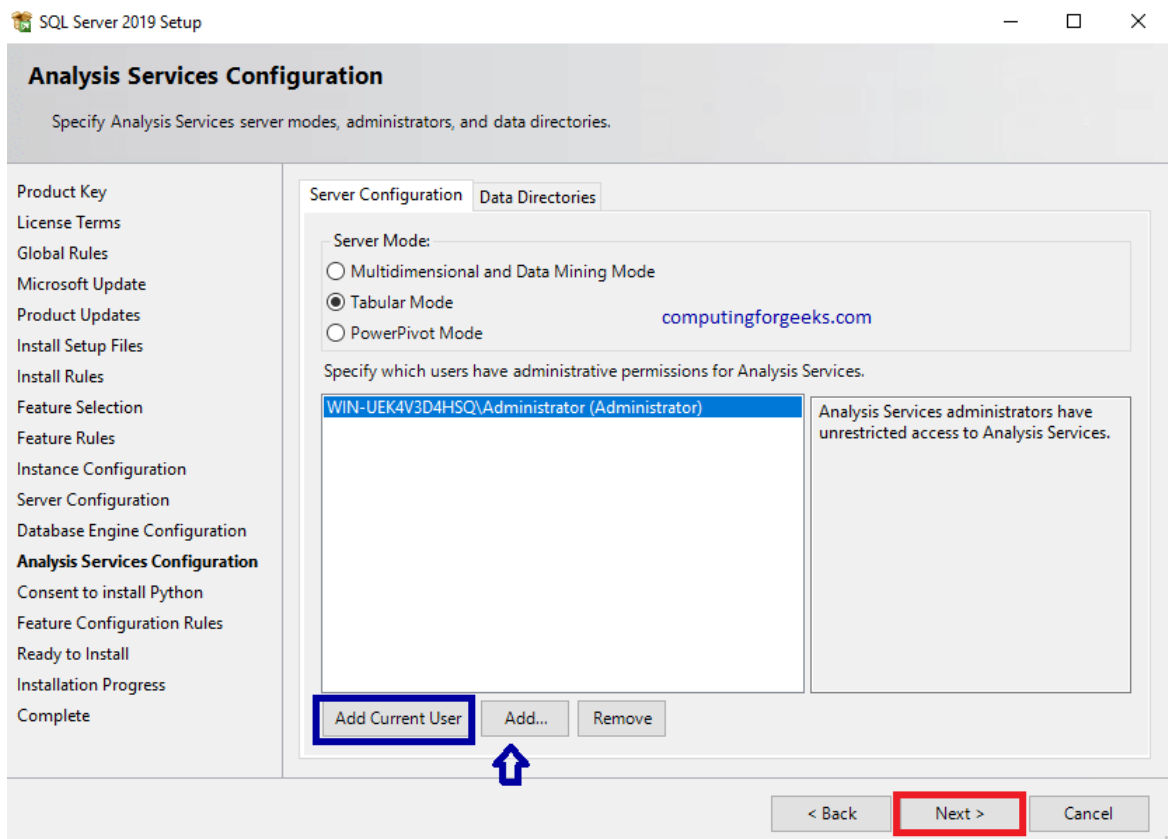 SQL Server 2019 Setup
Analysis Services Configuration
Specify Analysis Services server modes, administrators, and data directories.
Product Key
License Terms
Global Rules
Microsoft Update
Product Updates
Install Setup Files
Install Rules
Feature Selection
Feature Rules
Instance Configuration
Server Configuration
Database Engine Configuration
Analysis Services Configuration
Consent to install Python
Feature Configuration Rules
Ready to Install
Installation Progress
Complete
Server Configuration
Data Directories
Server Mode:
Multidimensional and Data Mining Mode
Tabular Mode
PowerPivot Mode
computingforgeeks.com
Specify which users have administrative permissions for Analysis Services.
WIN-UEK4V3D4HSQ\Administrator (Administrator)
Analysis Services administrators have
unrestricted access to Analysis Services.
Add Current User
Add...
Remove
< Back
Next >
Cancel